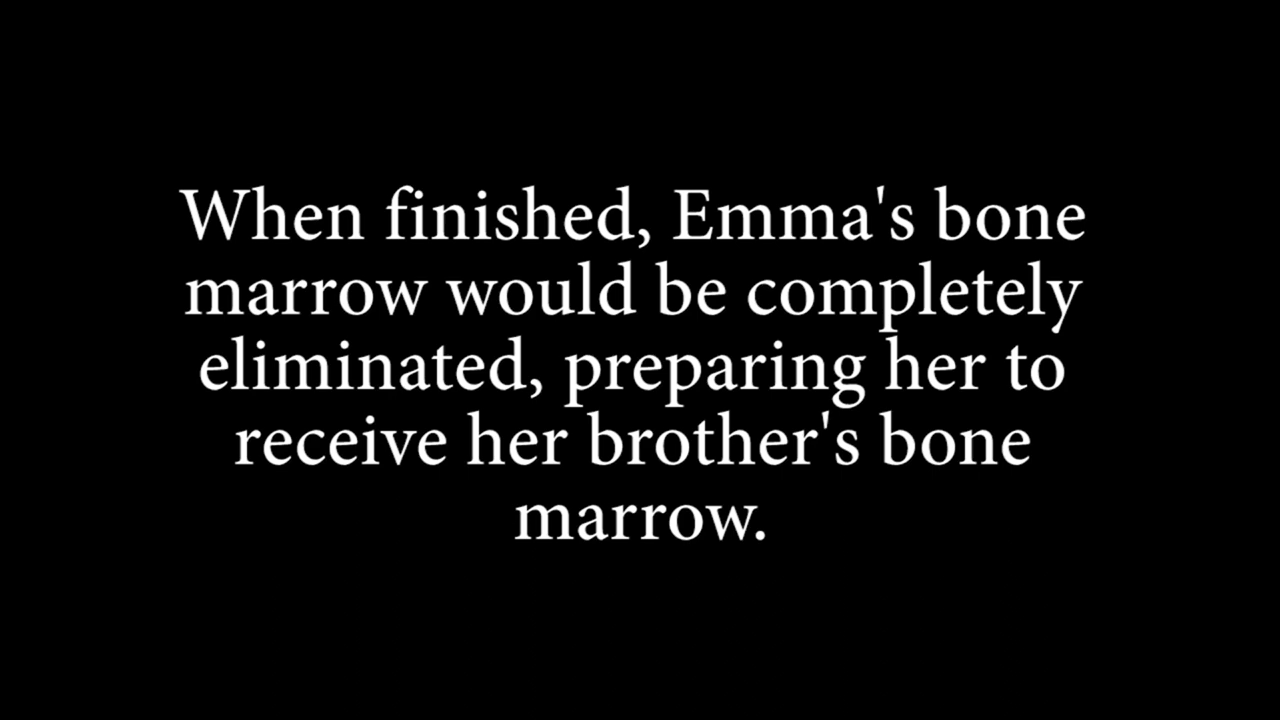 When finished, Emma's bone
marrow would be completely
eliminated, preparing her to
receive her brother's bone
marrow.